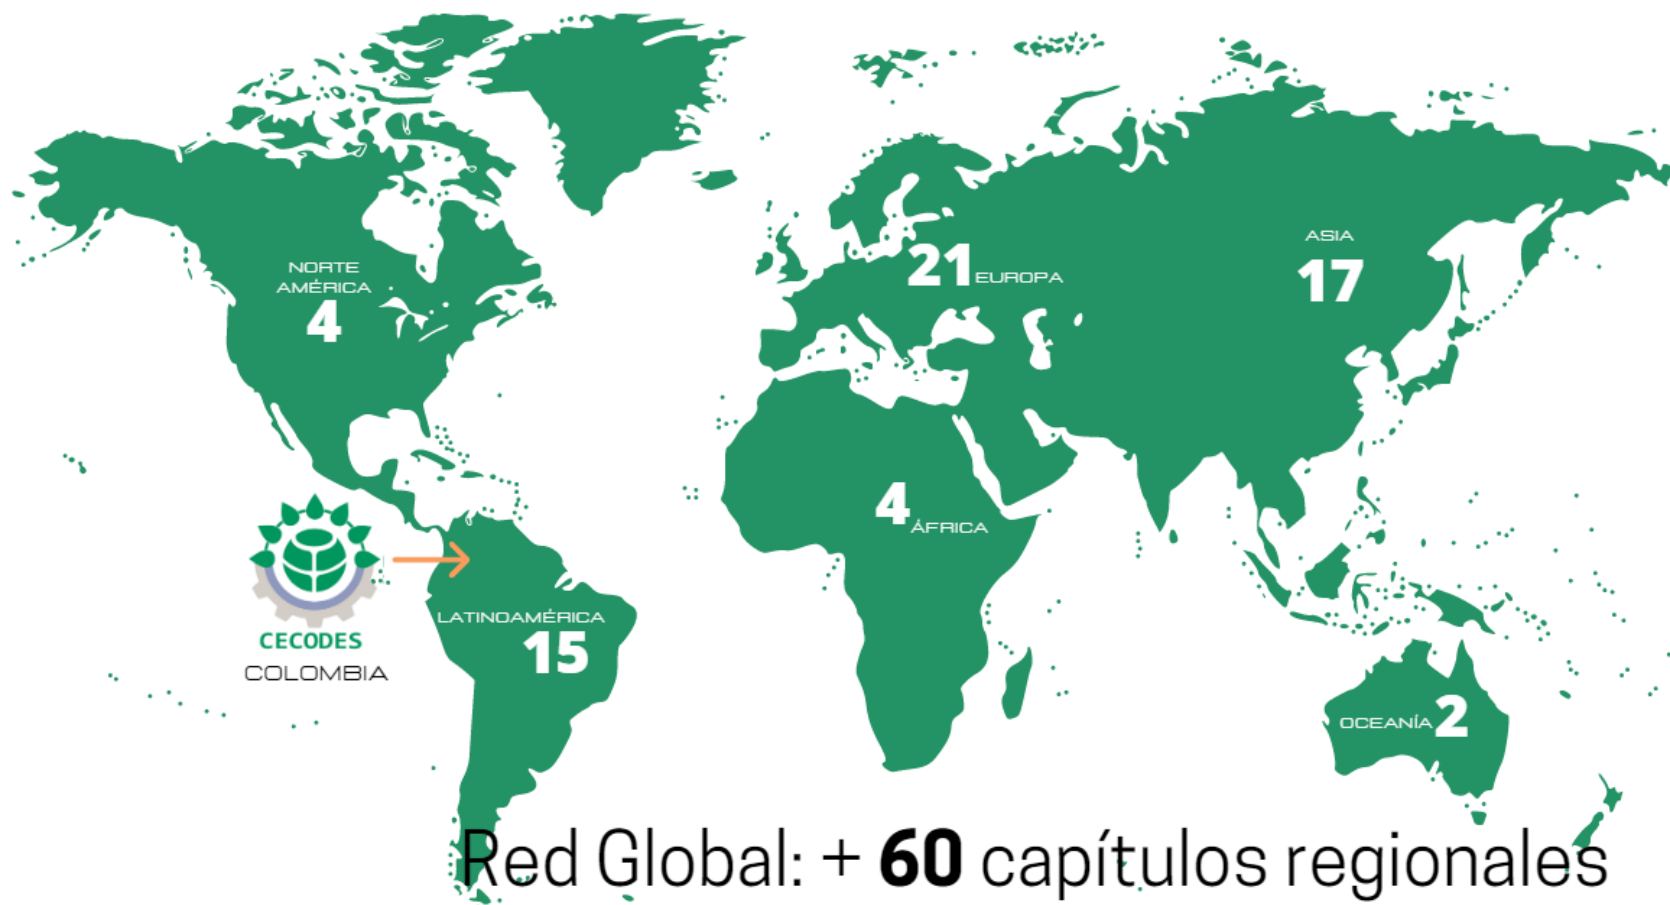 NORTE
AMÉRICA
4
21 EUROPA
ASIA
17
4 ÁFRICA
CECODES
COLOMBIA
LATINOAMÉRICA
15
OCEANÍA 2
Red Global: + 60 capítulos regionales